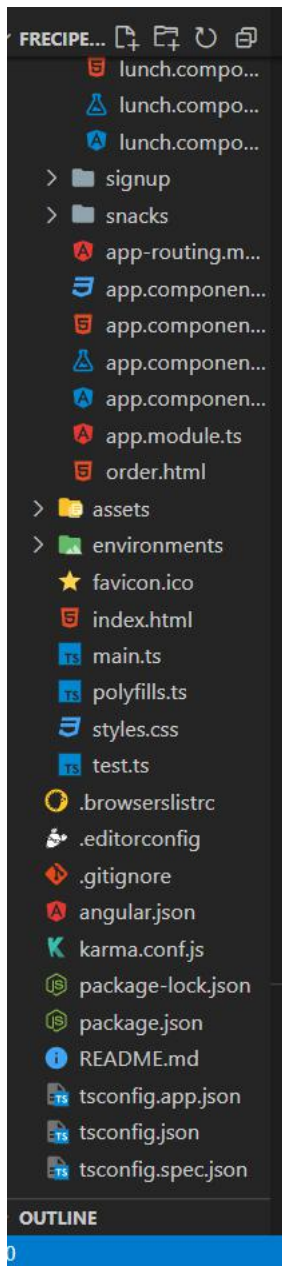 FRECIPE...
lunch.compo...
lunch.compo...
lunch.compo...
signup
snacks
app-routing.m...
app.componen...
app.componen...
app.componen...
app.componen...
app.module.ts
order.html
assets
environments
favicon.ico
index.html
main.ts
polyfills.ts
styles.css
test.ts
.browserslistrc
.editorconfig
.gitignore
angular.json
karma.conf.js
package-lock.json
package.json
README.md
tsconfig.app.json
tsconfig.json
tsconfig.spec.json
OUTLINE
0